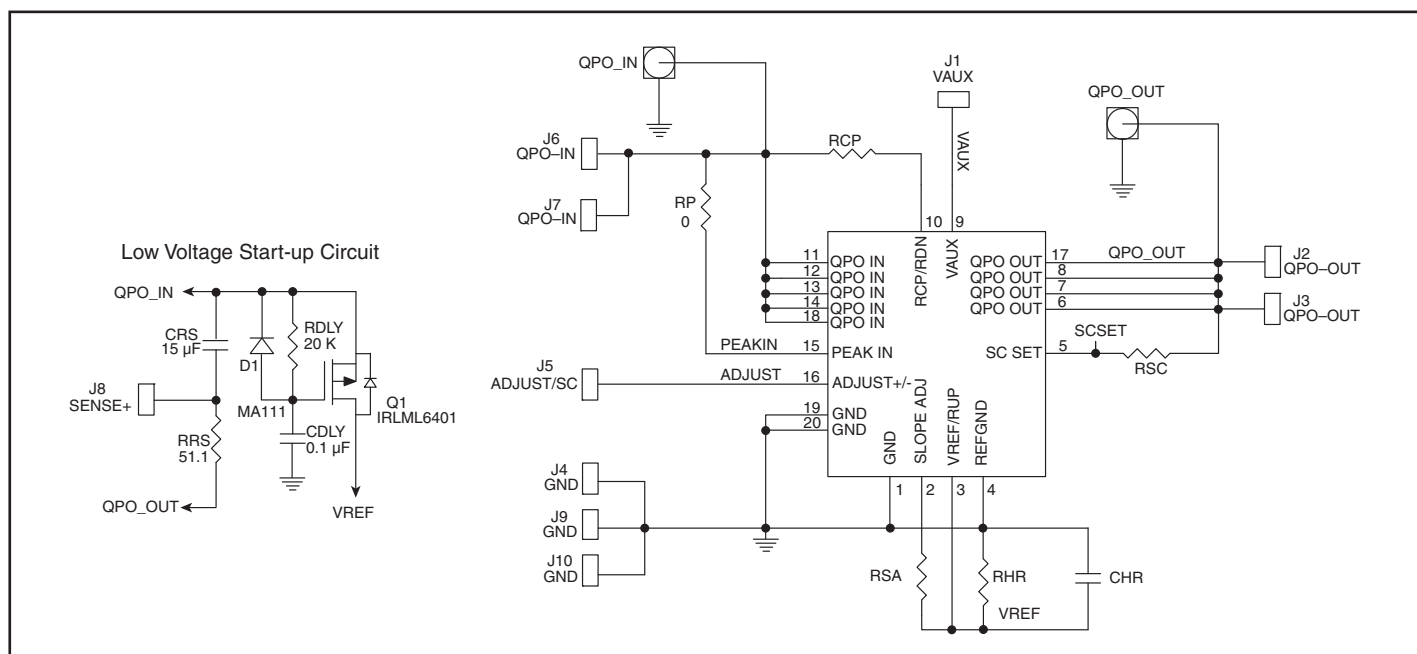 Low Voltage Start-up Circuit
QPO_IN
CRS
15 µF
RDLY
20 K
D1
J8
SENSE+
MA111
Q1
IRLML6401
RRS
51.1
CDLY
0.1 µF
QPO_OUT
VREF
QPO_IN
J1
VAUX
VAUX
QPO_OUT
J6
QPO–IN
RCP
J7
QPO–IN
RP
0
10
9
RCP/RDN
VAUX
11
QPO IN
12
QPO IN
13
QPO IN
14
QPO IN
18
QPO IN
PEAKIN
15
PEAK IN
J5
ADJUST/SC
ADJUST
16
ADJUST+/-
19
GND
20
GND
QPO OUT
17
QPO_OUT
QPO OUT
8
QPO OUT
7
QPO OUT
6
J2
QPO–OUT
J3
QPO–OUT
SCSET
SC SET
5
RSC
GND
SLOPE ADJ
VREF/RUP
REFGND
1
2
3
4
J4
GND
J9
GND
J10
GND
RSA
RHR
CHR
VREF